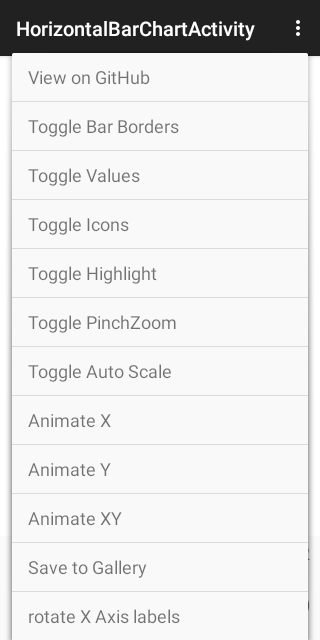 HorizontalBarChartActivity
View on GitHub
Toggle Bar Borders
Toggle Values
Toggle Icons
Toggle Highlight
Toggle PinchZoom
Toggle Auto Scale
Animate X
Animate Y
Animate XY
Save to Gallery
rotate X Axis labels